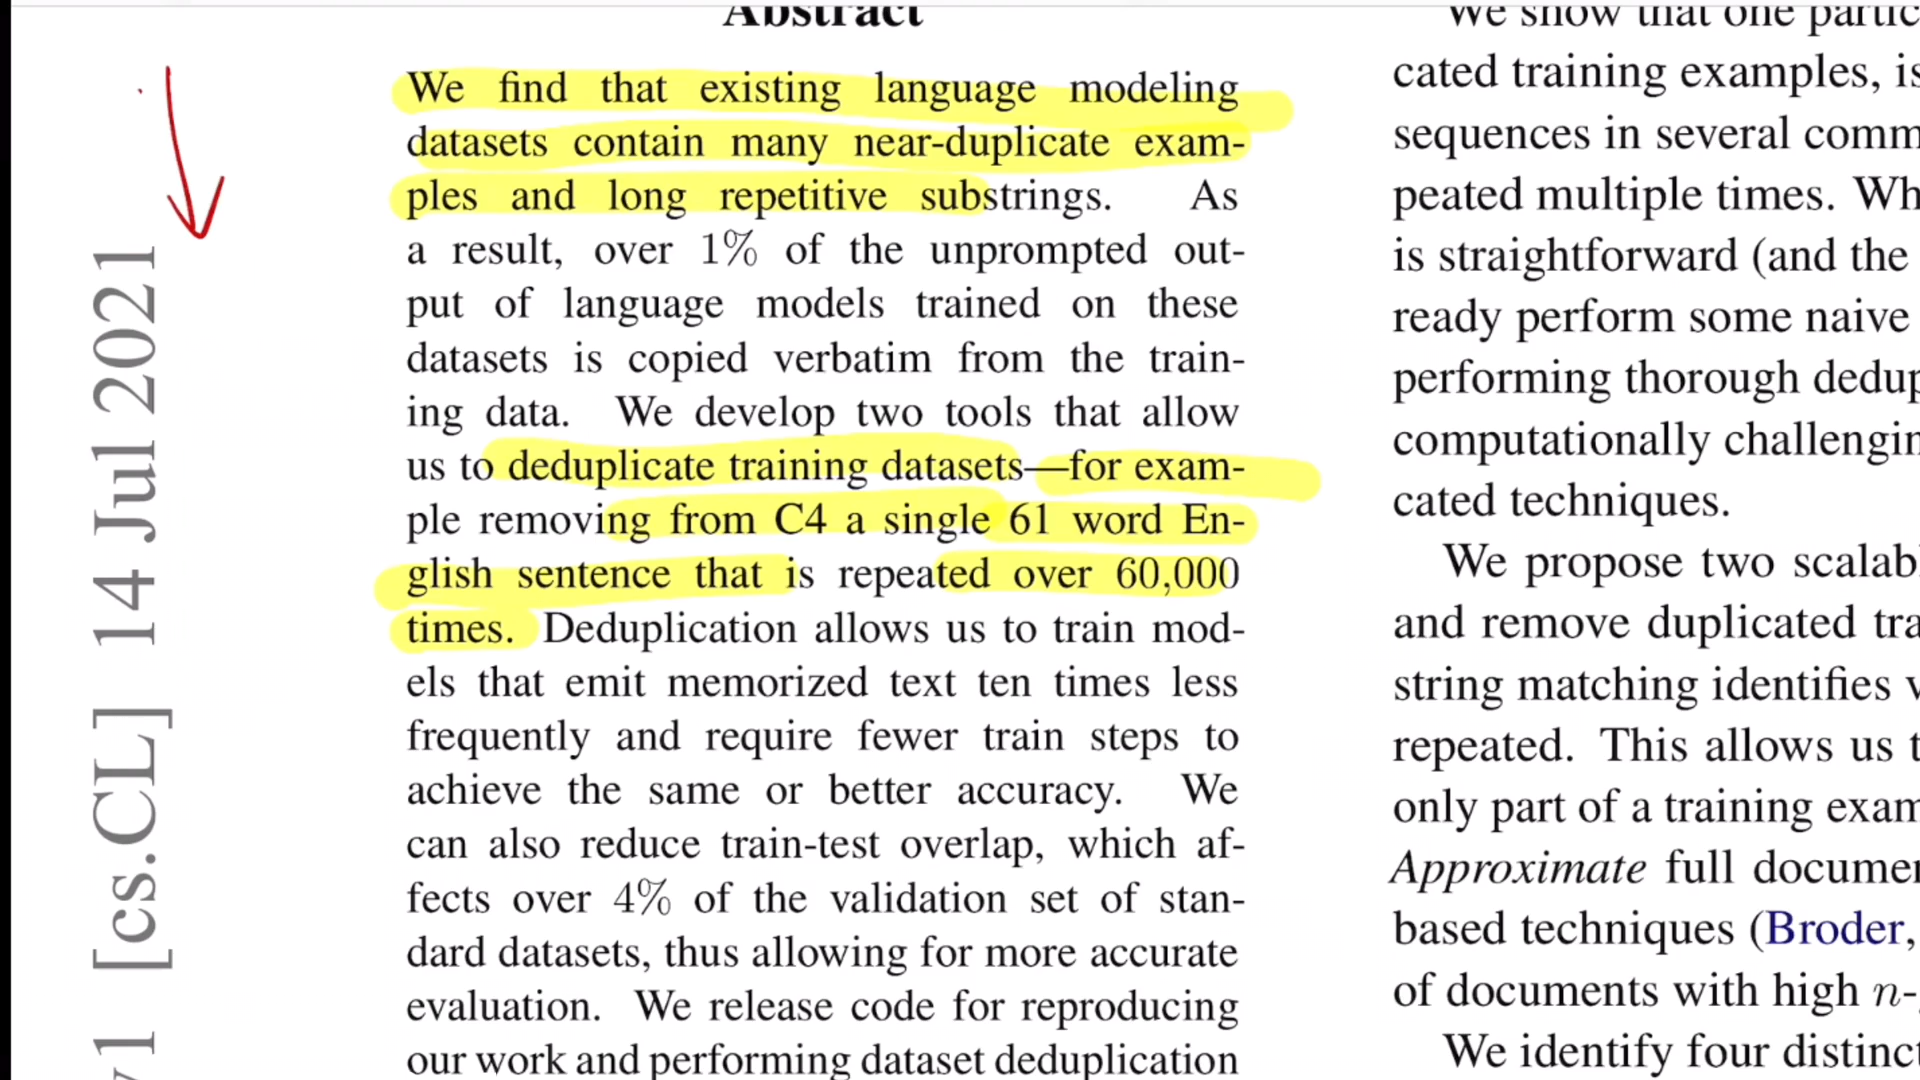 Abstract
We find that existing language modeling
datasets contain many near-duplicate exam-
ples and long repetitive substrings. As
a result, over 1% of the unprompted out-
put of language models trained on these
datasets is copied verbatim from the train-
ing data. We develop two tools that allow
us to deduplicate training datasets—for exam-
ple removing from C4 a single 61 word En-
glish sentence that is repeated over 60,000
times. Deduplication allows us to train mod-
els that emit memorized text ten times less
frequently and require fewer train steps to
achieve the same or better accuracy. We
can also reduce train-test overlap, which af-
fects over 4% of the validation set of stan-
dard datasets, thus allowing for more accurate
evaluation. We release code for reproducing
our work and performing dataset deduplication
We show that one partic
cated training examples, is
sequences in several comm
peated multiple times. Wh
is straightforward (and the
ready perform some naive
performing thorough dedup
computationally challengin
cated techniques.
We propose two scalab
and remove duplicated tra
string matching identifies v
repeated. This allows us t
only part of a training exam
Approximate full documen
based techniques (Broder,
of documents with high n-
We identify four distinct
v1 [cs.CL] 14 Jul 2021